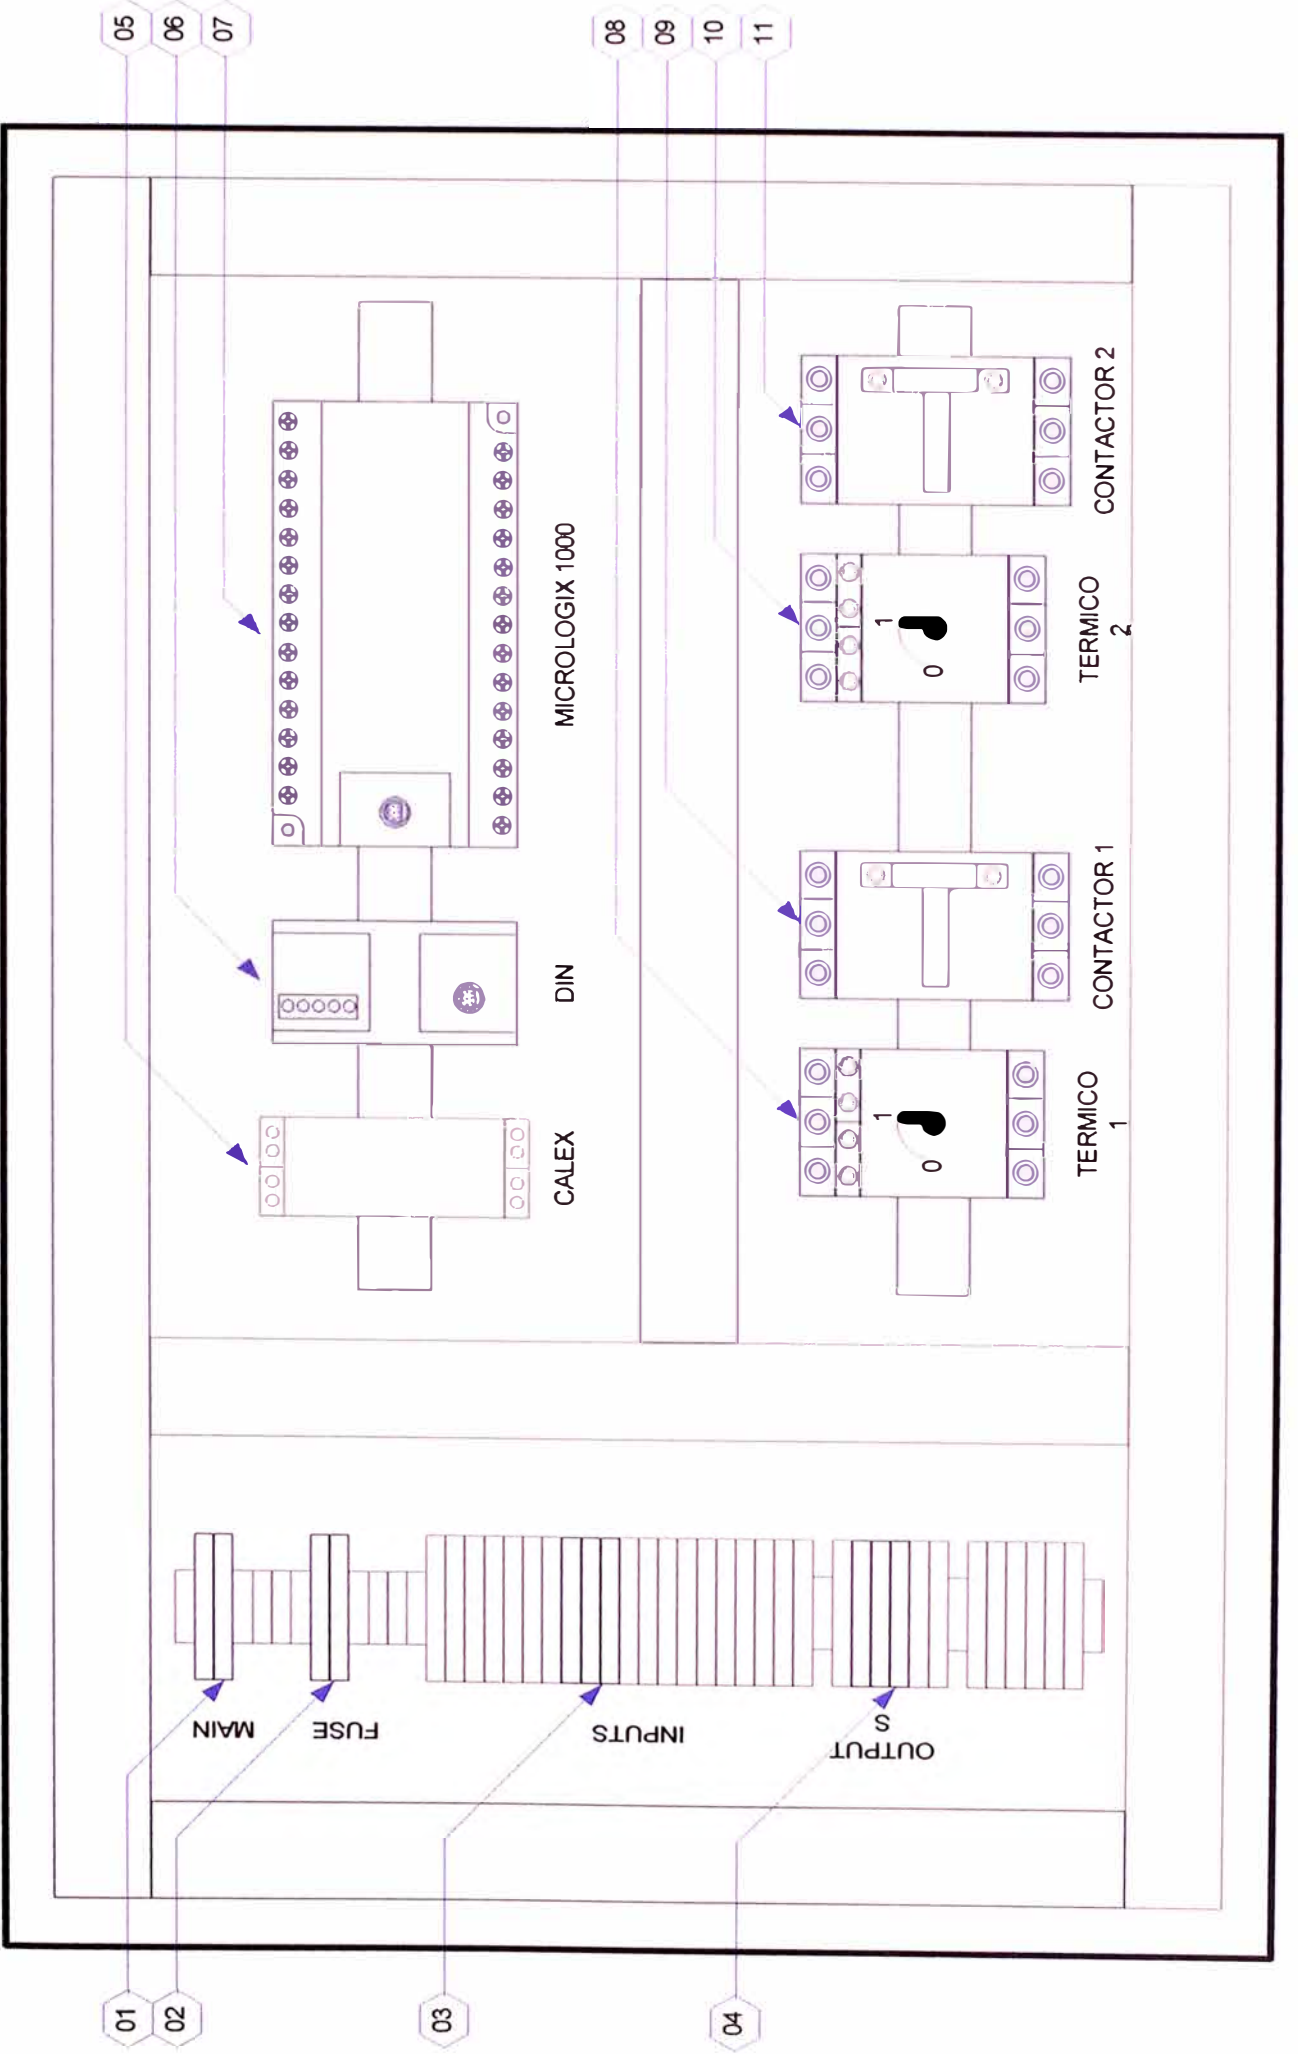 05
06
07
08
09
10
11
MICROLOGIX 1000
DIN
CALEX
CONTACTOR 2
TERMICO
2
1
0
CONTACTOR 1
TERMICO
1
1
0
MAIN
FUSE
INPUTS
OUTPUT
S
01
02
03
04